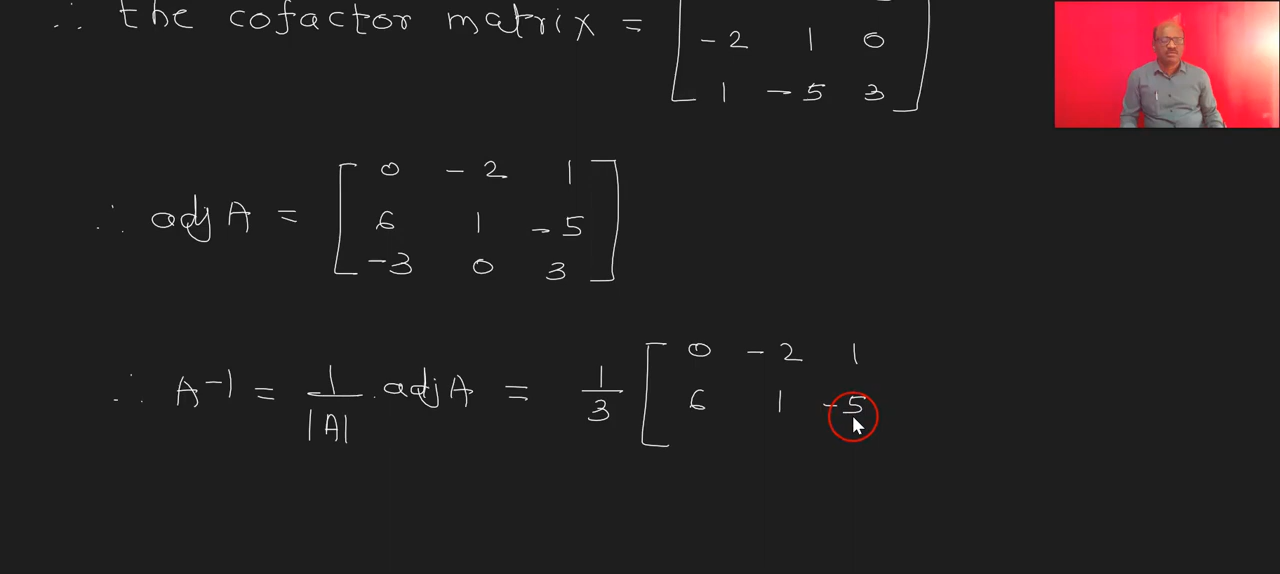 ∴ the cofactor matrix =
-2 1 0
1 -5 3
∴ adj A =
0 -2 1
6 1 -5
-3 0 3
∴ A⁻¹ = 1/|A| . adj A = 1/3
0 -2 1
6 1 -5